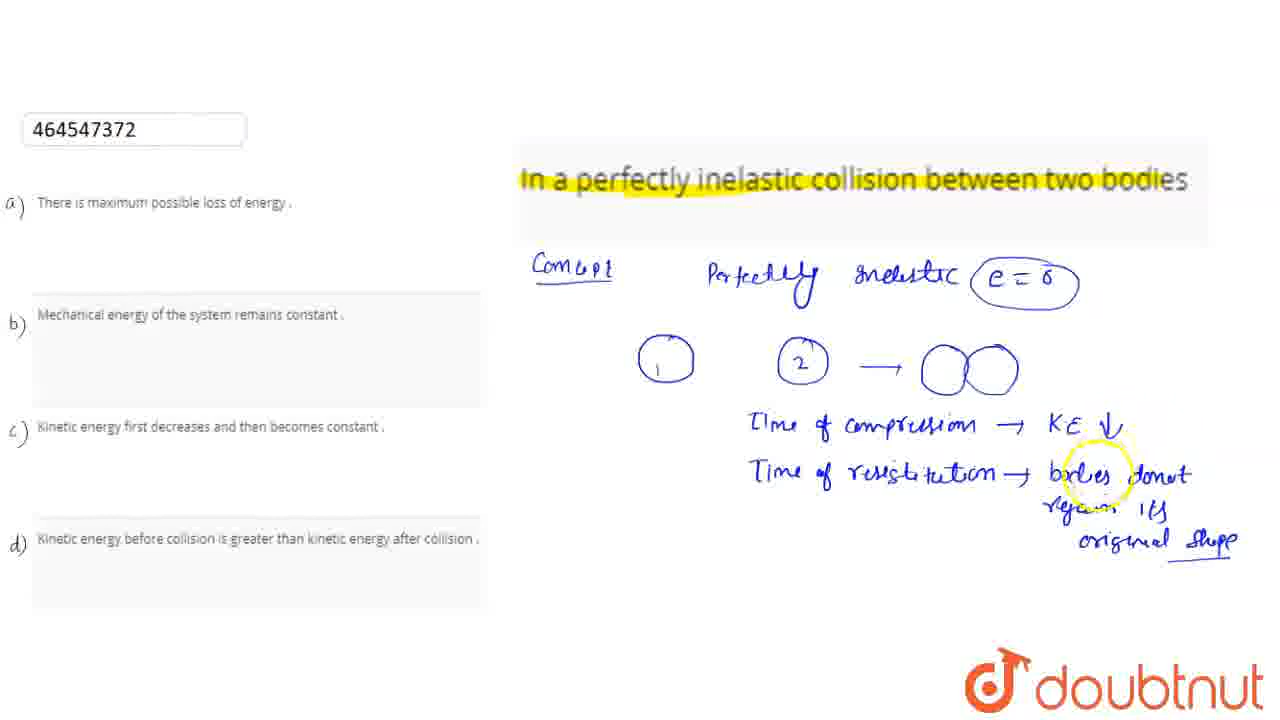 464547372
In a perfectly inelastic collision between two bodies
a) There is maximum possible loss of energy .
b) Mechanical energy of the system remains constant .
c) Kinetic energy first decreases and then becomes constant .
d) Kinetic energy before collision is greater than kinetic energy after collision .
Concept Perfectly inelastic e = 0
1 2
Time of compression → KE ↓
Time of resistitution → bodies donot
regain its
original shape
doubtnut